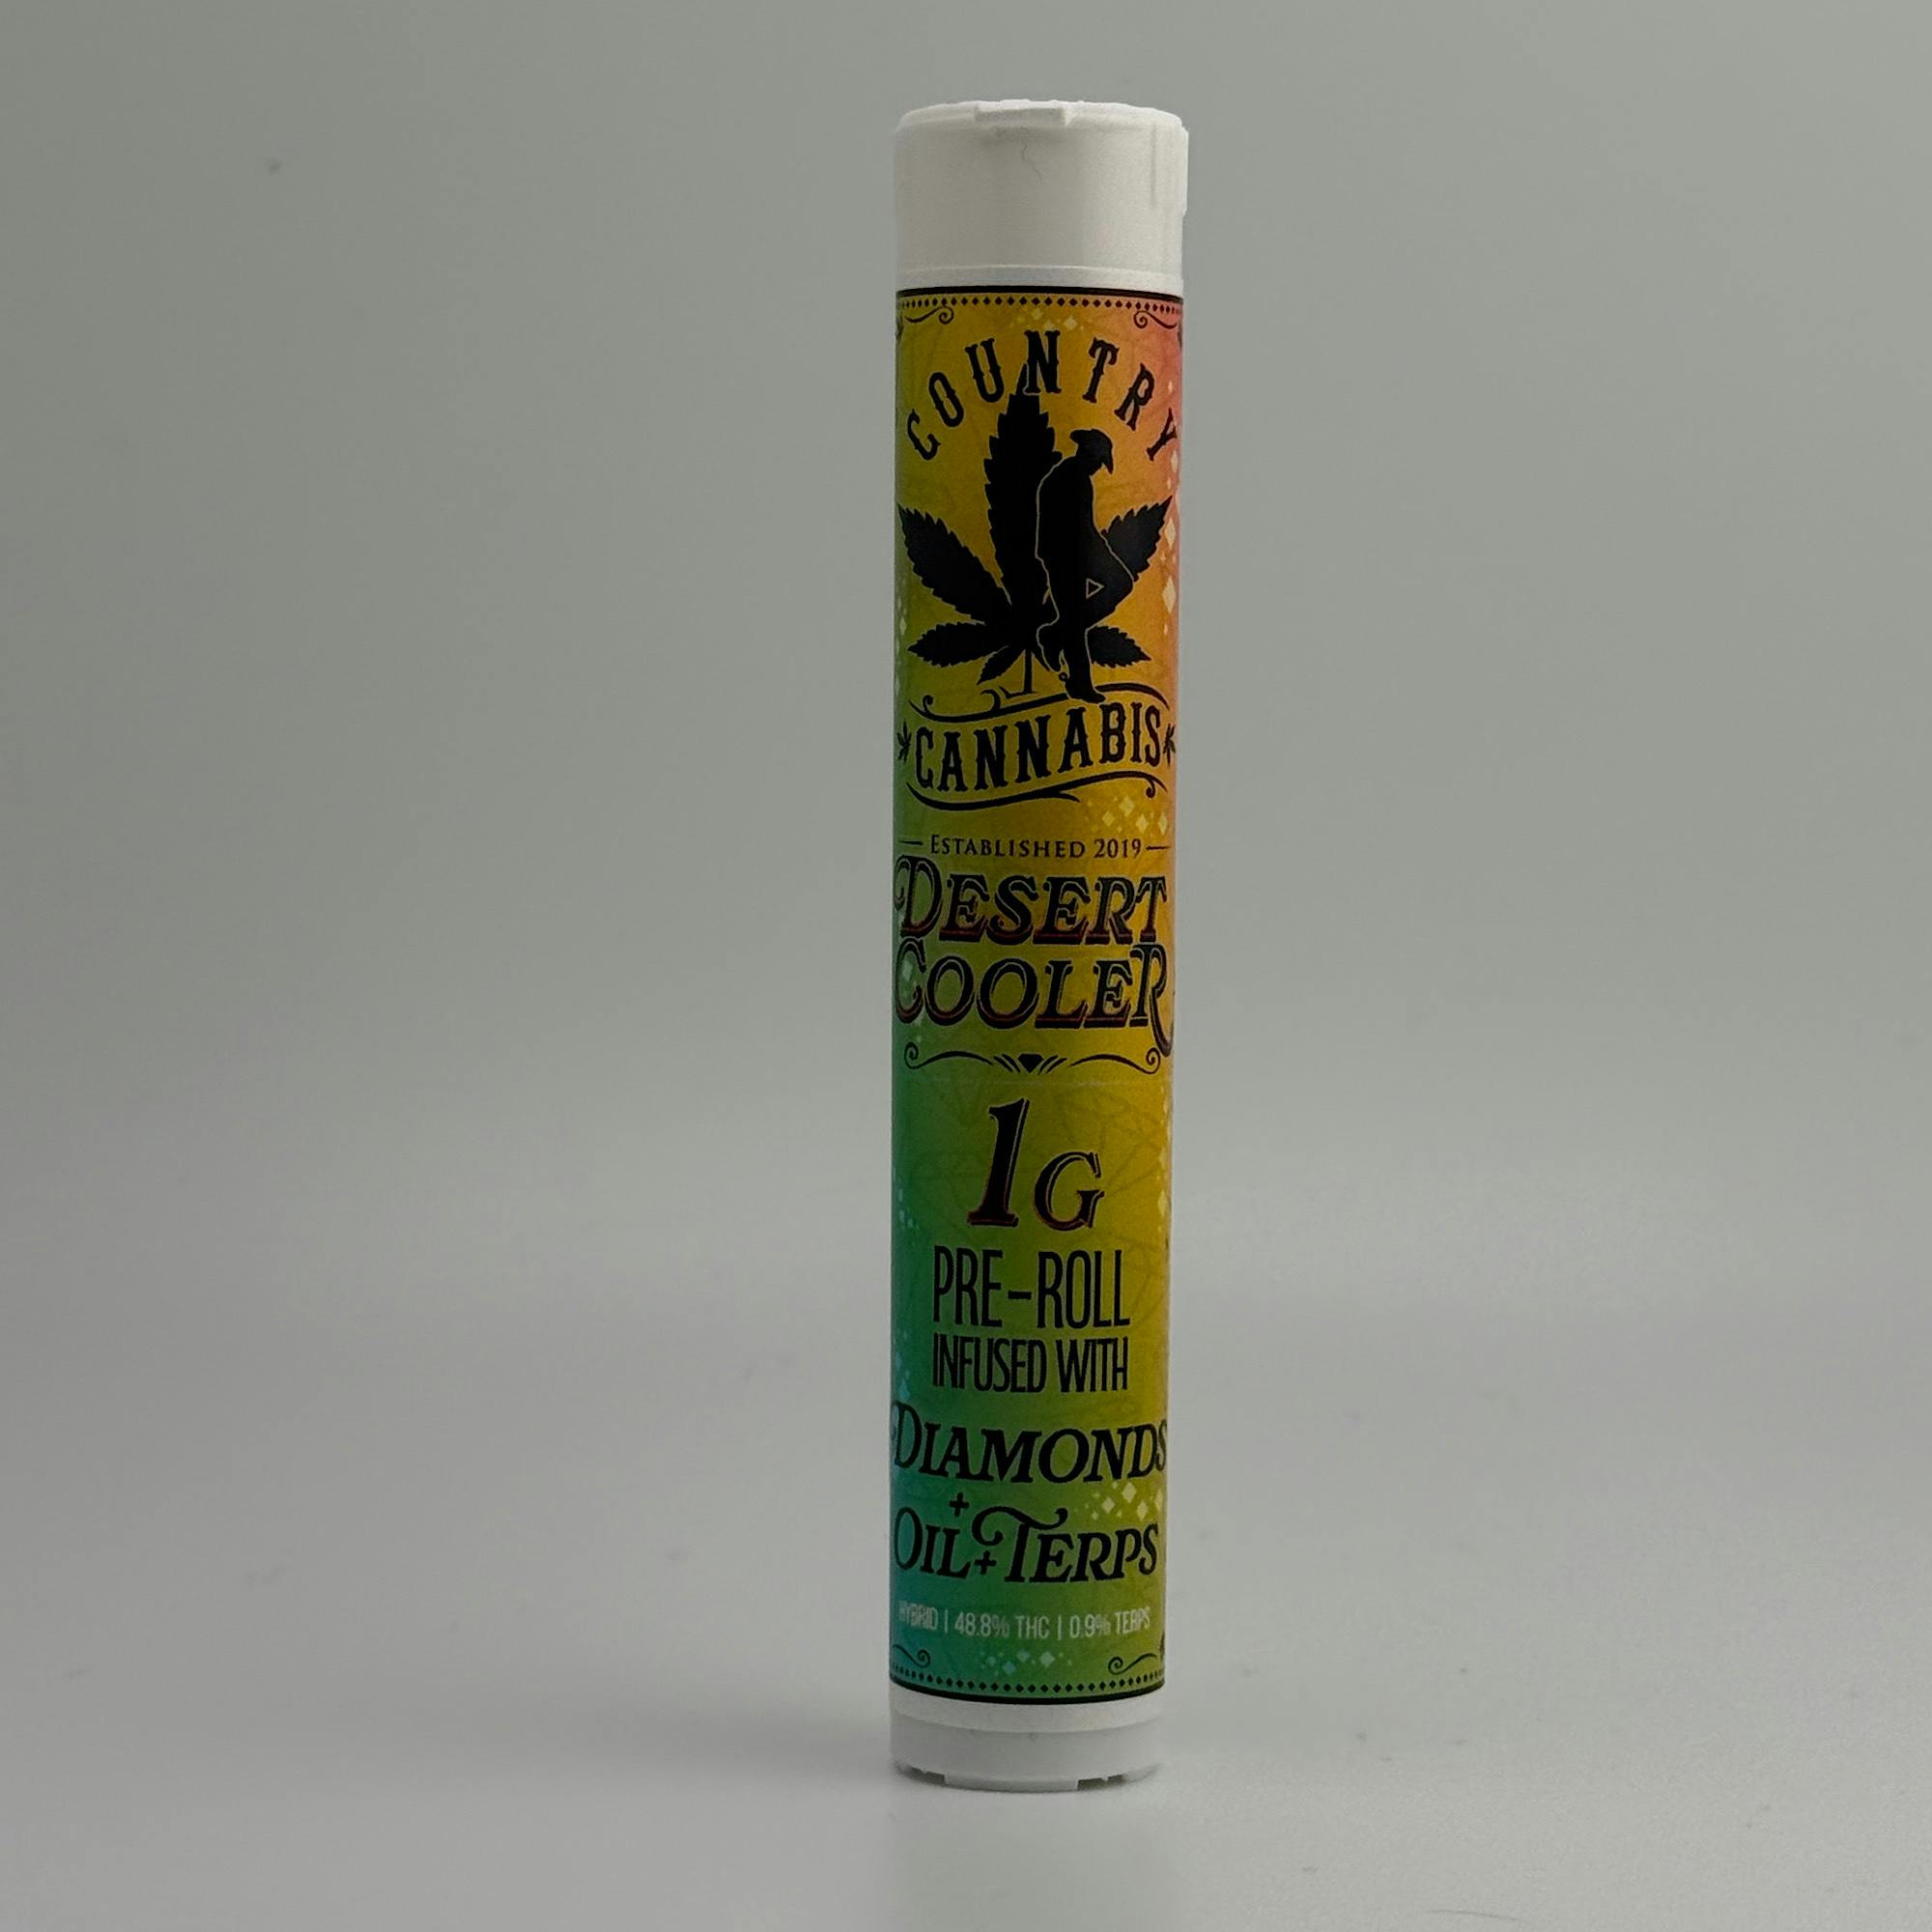 COUNTRY
CANNABIS
ESTABLISHED 2019
DESERT
COOLER
1G
PRE-ROLL
INFUSED WITH
DIAMONDS
+
OIL + TERPS
HYBRID | 48.8% THC | 0.9% TERPS